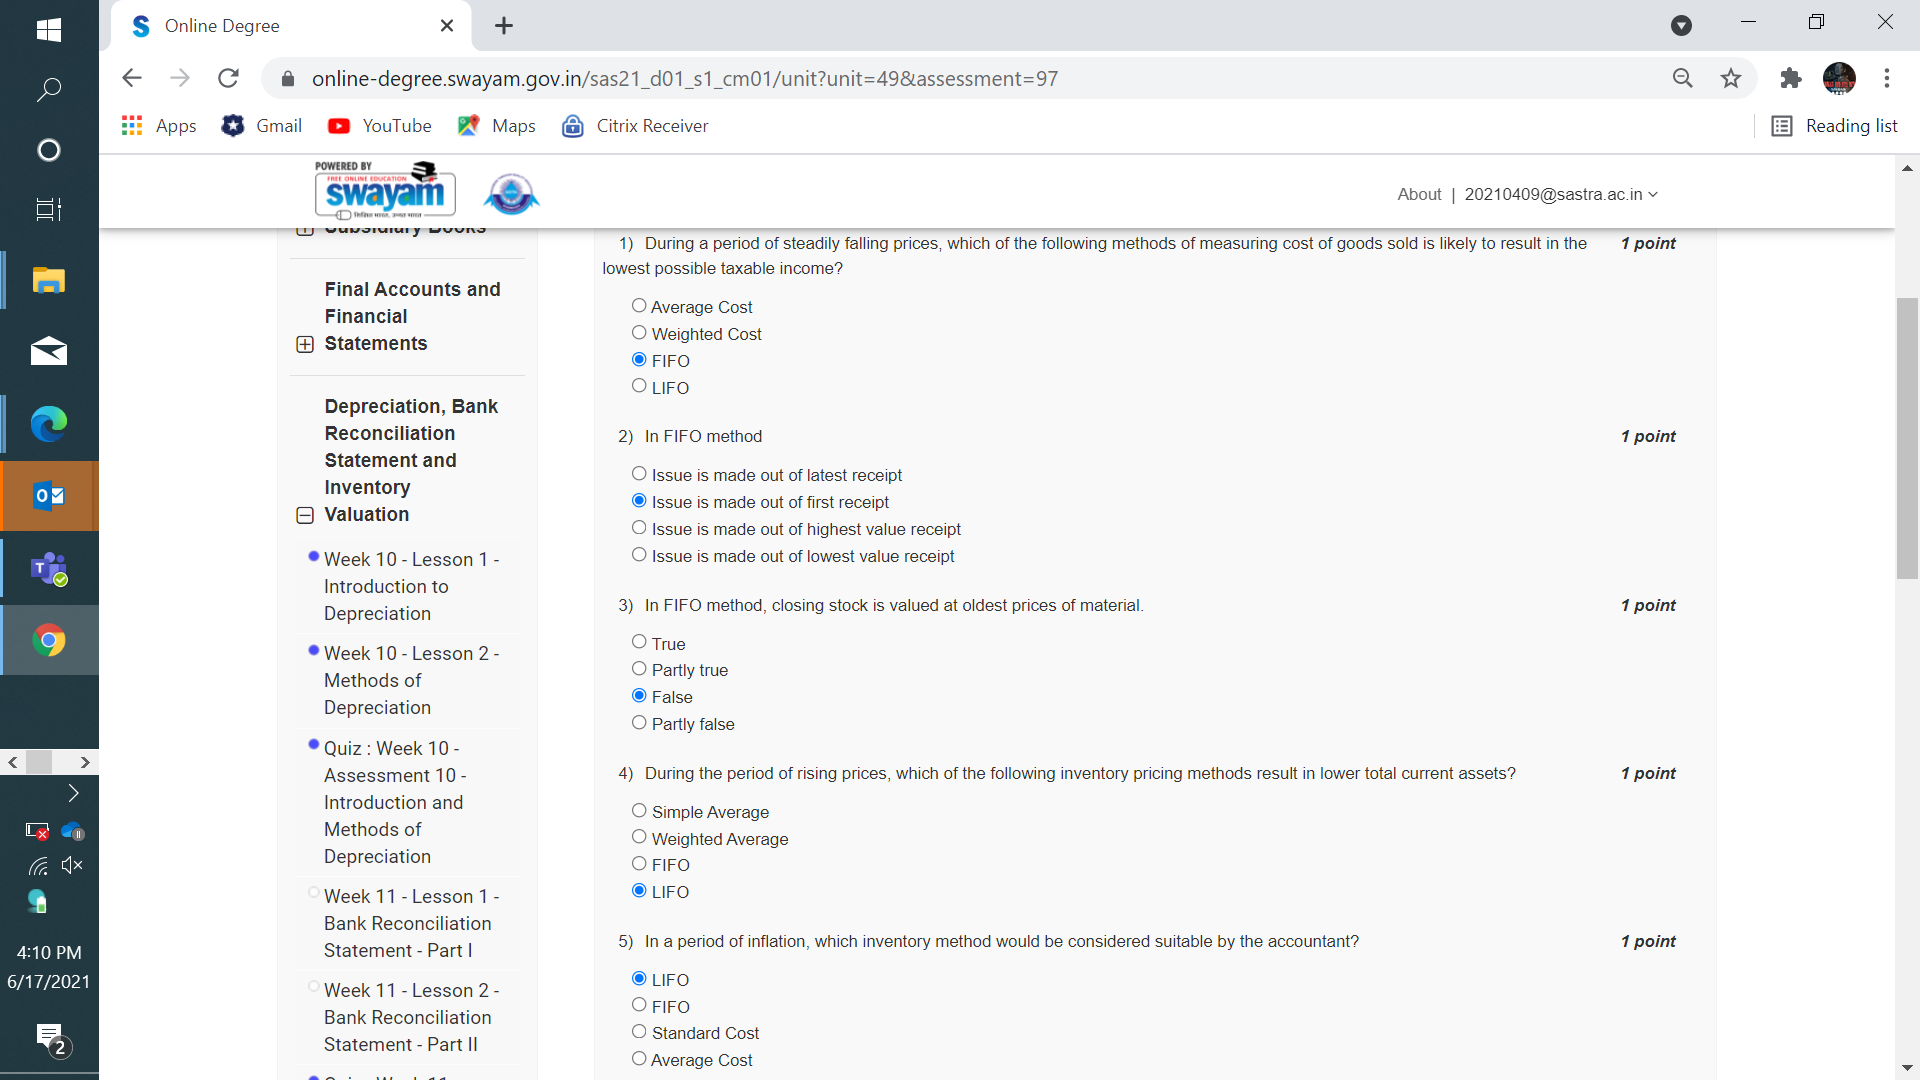 Online Degree
online-degree.swayam.gov.in/sas21_d01_s1_cm01/unit?unit=49&assessment=97
Apps
Gmail
YouTube
Maps
Citrix Receiver
Reading list
POWERED BY
FREE ONLINE EDUCATION
swayam
About | 20210409@sastra.ac.in
Subsidiary Books
Final Accounts and
Financial
Statements
Depreciation, Bank
Reconciliation
Statement and
Inventory
Valuation
Week 10 - Lesson 1 -
Introduction to
Depreciation
Week 10 - Lesson 2 -
Methods of
Depreciation
Quiz : Week 10 -
Assessment 10 -
Introduction and
Methods of
Depreciation
Week 11 - Lesson 1 -
Bank Reconciliation
Statement - Part I
Week 11 - Lesson 2 -
Bank Reconciliation
Statement - Part II
1) During a period of steadily falling prices, which of the following methods of measuring cost of goods sold is likely to result in the 1 point
lowest possible taxable income?
Average Cost
Weighted Cost
FIFO
LIFO
2) In FIFO method 1 point
Issue is made out of latest receipt
Issue is made out of first receipt
Issue is made out of highest value receipt
Issue is made out of lowest value receipt
3) In FIFO method, closing stock is valued at oldest prices of material. 1 point
True
Partly true
False
Partly false
4) During the period of rising prices, which of the following inventory pricing methods result in lower total current assets? 1 point
Simple Average
Weighted Average
FIFO
LIFO
5) In a period of inflation, which inventory method would be considered suitable by the accountant? 1 point
LIFO
FIFO
Standard Cost
Average Cost
4:10 PM
6/17/2021
2